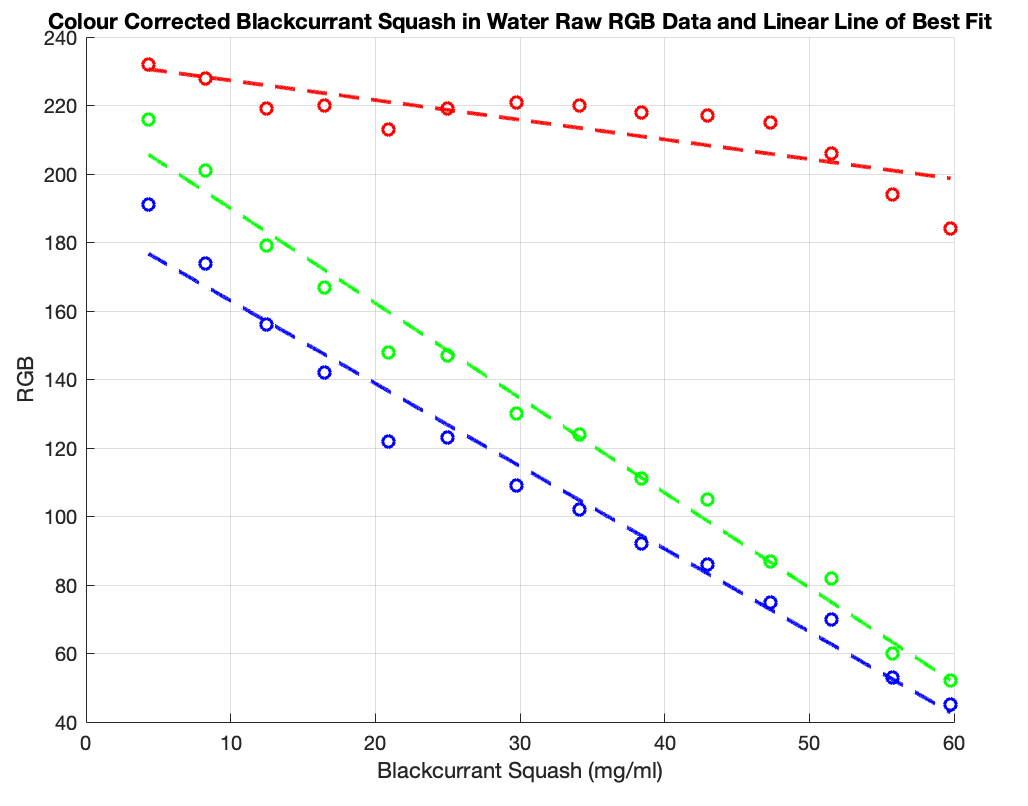 Colour Corrected Blackcurrant Squash in Water Raw RGB Data and Linear Line of Best Fit
240
220
200
180
160
140
120
100
80
60
40
RGB
0 10 20 30 40 50 60
Blackcurrant Squash (mg/ml)